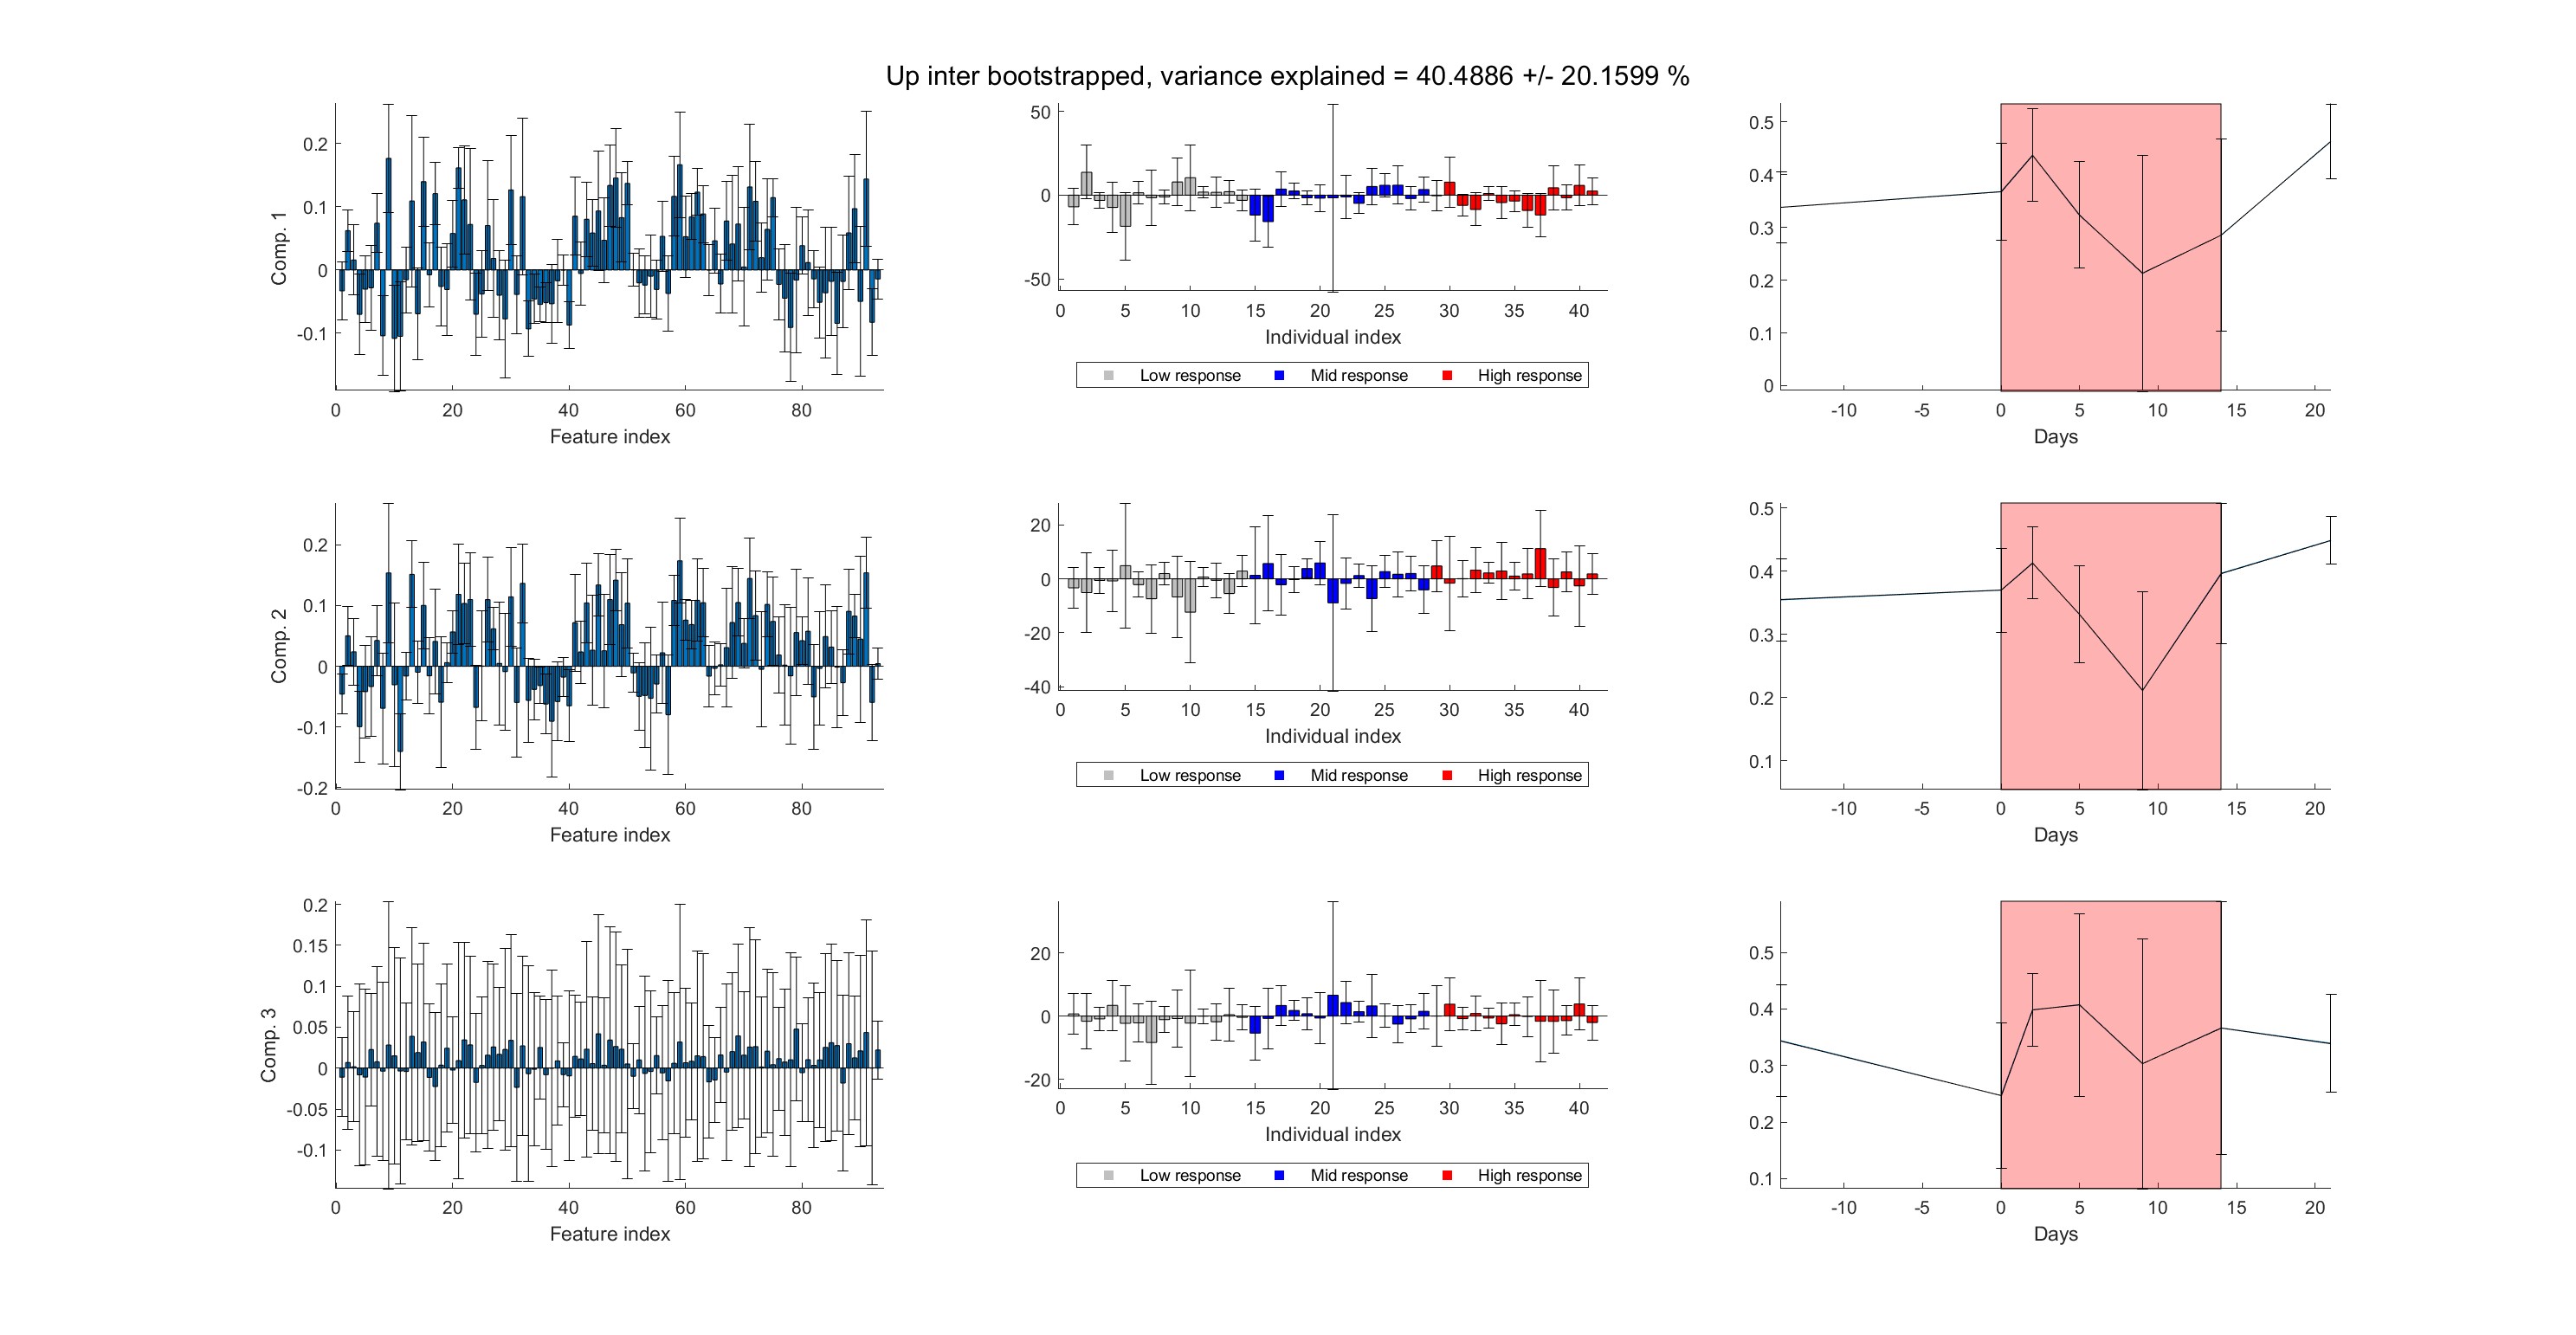 Up inter bootstrapped, variance explained = 40.4886 +/- 20.1599 %
Comp. 1
0.2
0.1
0
-0.1
0 20 40 60 80
Feature index
50
0
-50
0 5 10 15 20 25 30 35 40
Individual index
Low response Mid response High response
0.5
0.4
0.3
0.2
0.1
0
-10 -5 0 5 10 15 20
Days
Comp. 2
0.2
0.1
0
-0.1
-0.2
0 20 40 60 80
Feature index
20
0
-20
-40
0 5 10 15 20 25 30 35 40
Individual index
Low response Mid response High response
0.5
0.4
0.3
0.2
0.1
-10 -5 0 5 10 15 20
Days
Comp. 3
0.2
0.15
0.1
0.05
0
-0.05
-0.1
0 20 40 60 80
Feature index
20
0
-20
0 5 10 15 20 25 30 35 40
Individual index
Low response Mid response High response
0.5
0.4
0.3
0.2
0.1
-10 -5 0 5 10 15 20
Days